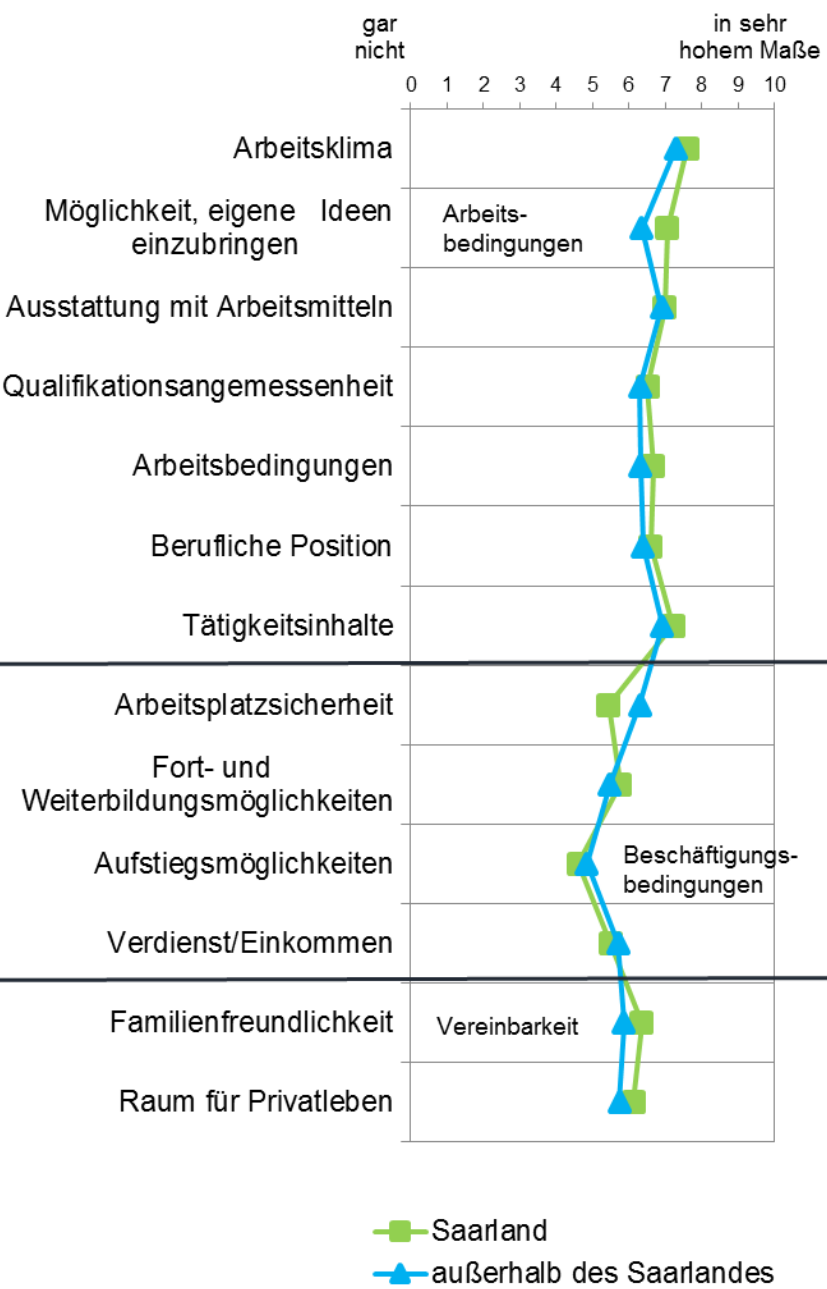 gar
nicht
in sehr
hohem Maße
0 1 2 3 4 5 6 7 8 9 10
Arbeitsklima
Möglichkeit, eigene Ideen
einzubringen
Arbeits-
bedingungen
Ausstattung mit Arbeitsmitteln
Qualifikationsangemessenheit
Arbeitsbedingungen
Berufliche Position
Tätigkeitsinhalte
Arbeitsplatzsicherheit
Fort- und
Weiterbildungsmöglichkeiten
Aufstiegsmöglichkeiten
Beschäftigungs-
bedingungen
Verdienst/Einkommen
Familienfreundlichkeit
Vereinbarkeit
Raum für Privatleben
Saarland
außerhalb des Saarlandes